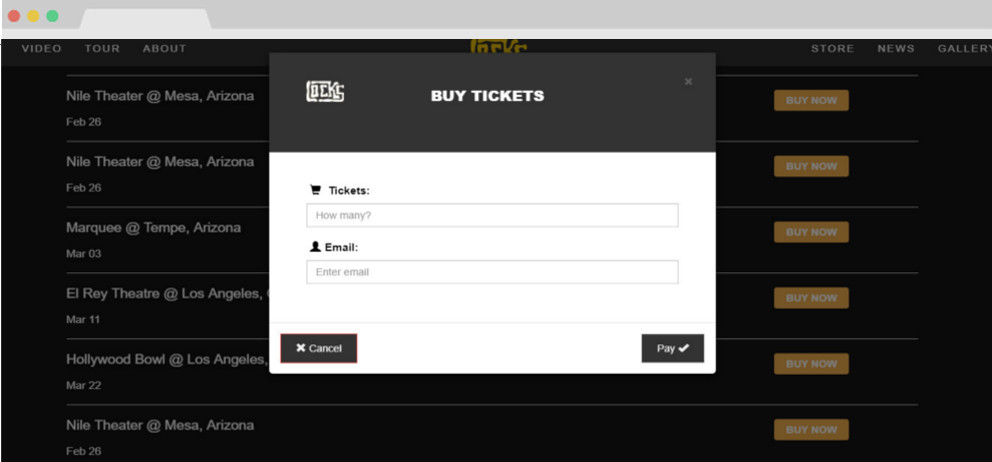 VIDEO TOUR ABOUT
STORE NEWS GALLERY
LOCKS
BUY TICKETS
×
Nile Theater @ Mesa, Arizona
BUY NOW
Feb 26
Nile Theater @ Mesa, Arizona
BUY NOW
Feb 26
Tickets:
How many?
Marquee @ Tempe, Arizona
BUY NOW
Mar 03
Email:
Enter email
El Rey Theatre @ Los Angeles,
BUY NOW
Mar 11
Cancel
Pay
Hollywood Bowl @ Los Angeles,
BUY NOW
Mar 22
Nile Theater @ Mesa, Arizona
BUY NOW
Feb 26